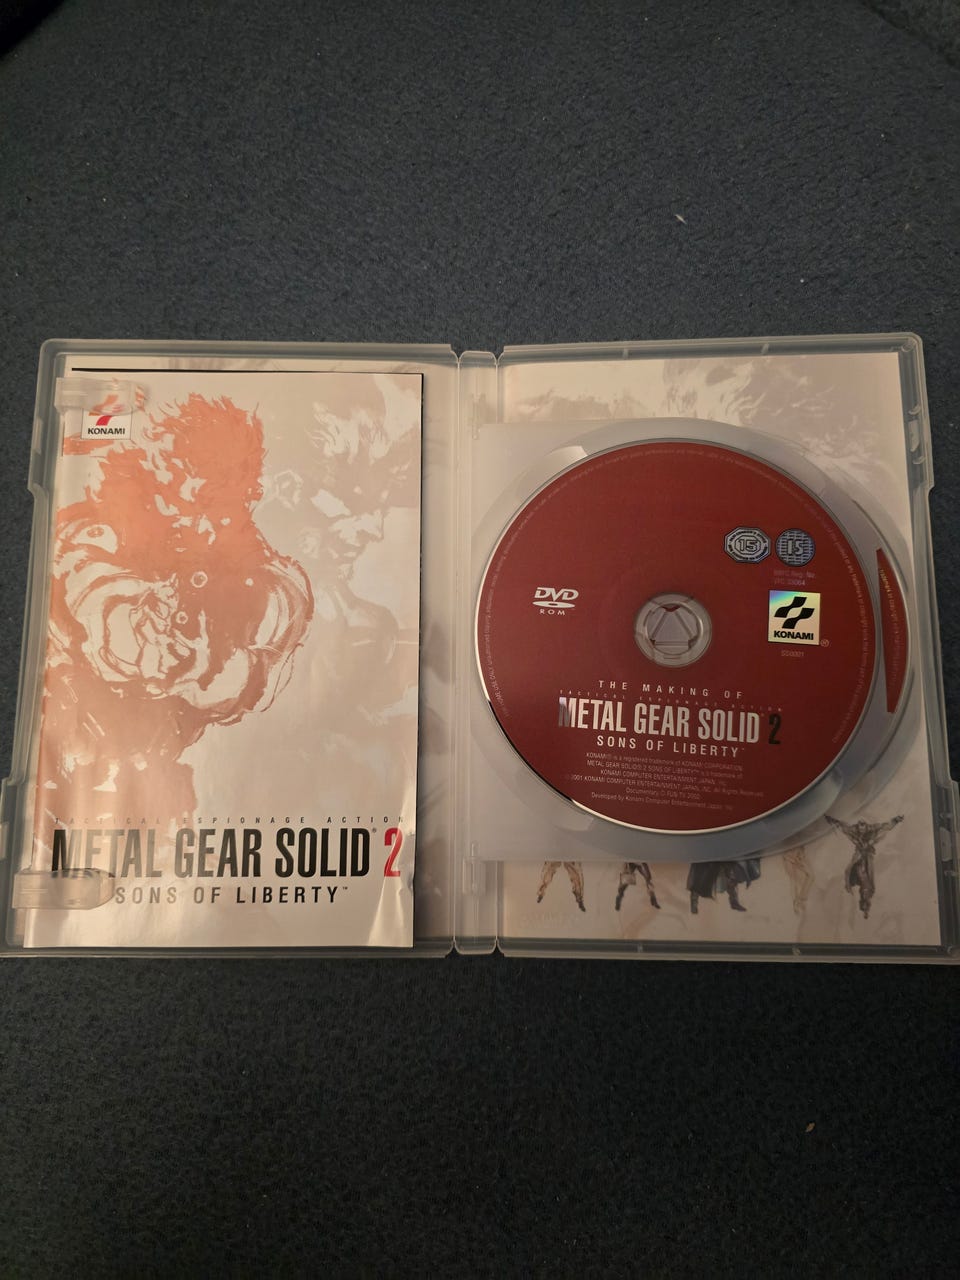 KONAMI
TACTICAL ESPIONAGE ACTION
METAL GEAR SOLID® 2
SONS OF LIBERTY™
15
15
DVD
ROM
KONAMI®
SS0001
THE MAKING OF
TACTICAL ESPIONAGE ACTION
METAL GEAR SOLID® 2
SONS OF LIBERTY™
KONAMI® is a registered trademark of KONAMI CORPORATION.
METAL GEAR SOLID® 2 SONS OF LIBERTY™ is a trademark of
KONAMI COMPUTER ENTERTAINMENT JAPAN, INC.
© 2001 KONAMI COMPUTER ENTERTAINMENT JAPAN, INC. All Rights Reserved.
Documentary © FUN TV 2002.
Developed by Konami Computer Entertainment Japan, Inc.